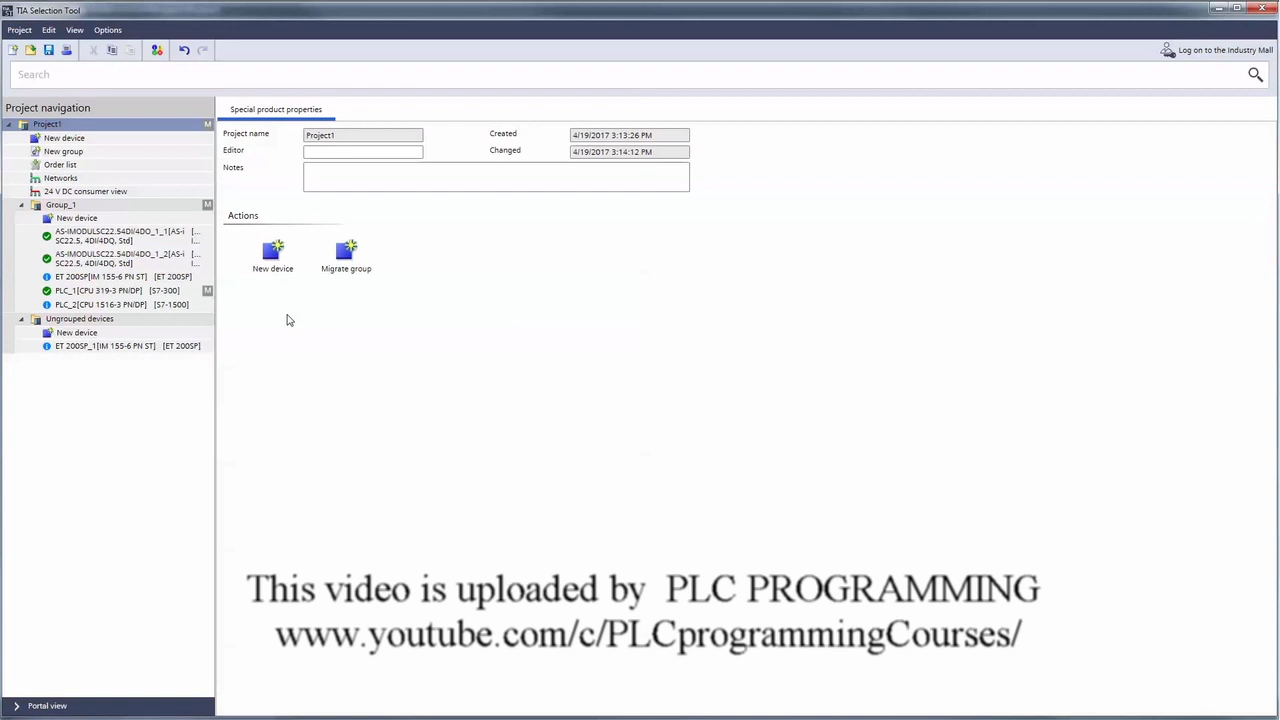 TIA Selection Tool
Project Edit View Options
Log on to the Industry Mall
Search
Project navigation
Project1 M
New device
New group
Order list
Networks
24 V DC consumer view
Group_1 M
New device
AS-IMODULSC22.54DI/4DO_1_1[AS-i [...
SC22.5, 4DI/4DQ, Std] I...
AS-IMODULSC22.54DI/4DO_1_2[AS-i [...
SC22.5, 4DI/4DQ, Std] I...
ET 200SP[IM 155-6 PN ST] [ET 200SP]
PLC_1[CPU 319-3 PN/DP] [S7-300] M
PLC_2[CPU 1516-3 PN/DP] [S7-1500]
Ungrouped devices
New device
ET 200SP_1[IM 155-6 PN ST] [ET 200SP]
Portal view
Special product properties
Project name Project1 Created 4/19/2017 3:13:26 PM
Editor Changed 4/19/2017 3:14:12 PM
Notes
Actions
New device Migrate group
This video is uploaded by PLC PROGRAMMING
www.youtube.com/c/PLCprogrammingCourses/